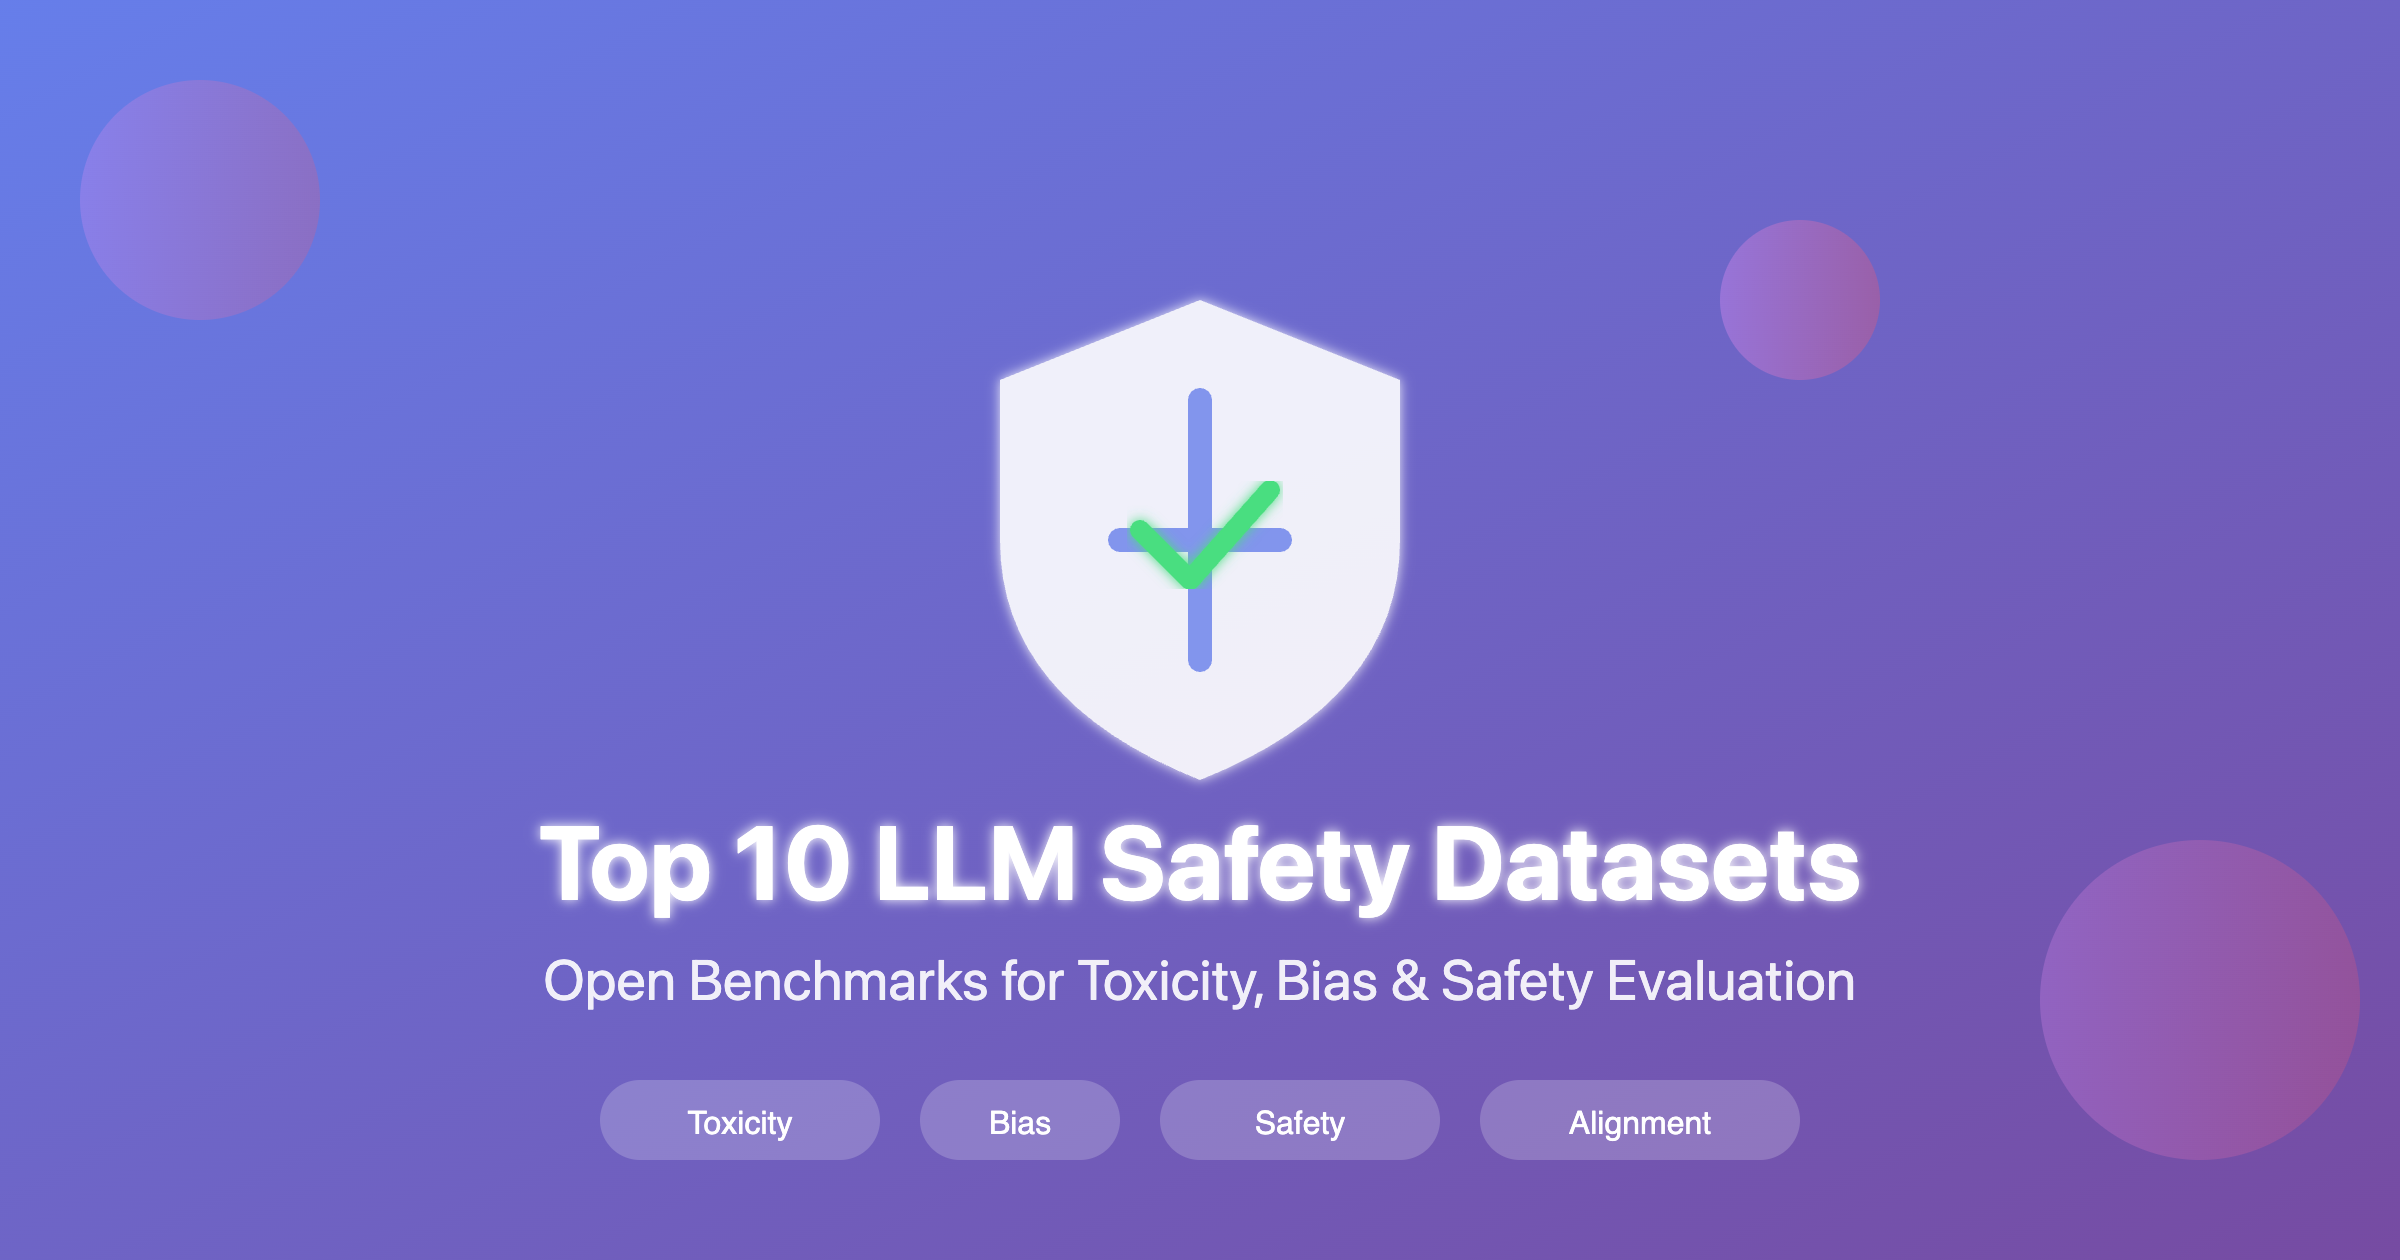 Top 10 LLM Safety Datasets
Open Benchmarks for Toxicity, Bias & Safety Evaluation
Toxicity Bias Safety Alignment